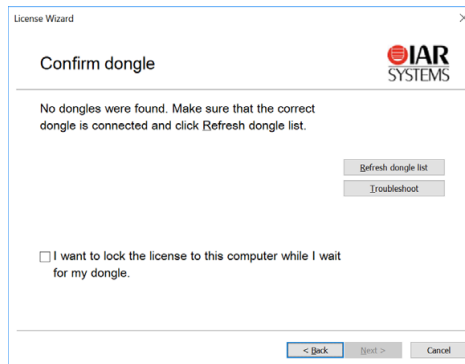 License Wizard
Confirm dongle
IAR
SYSTEMS
No dongles were found. Make sure that the correct
dongle is connected and click Refresh dongle list.
Refresh dongle list
Troubleshoot
I want to lock the license to this computer while I wait
for my dongle.
< Back
Next >
Cancel